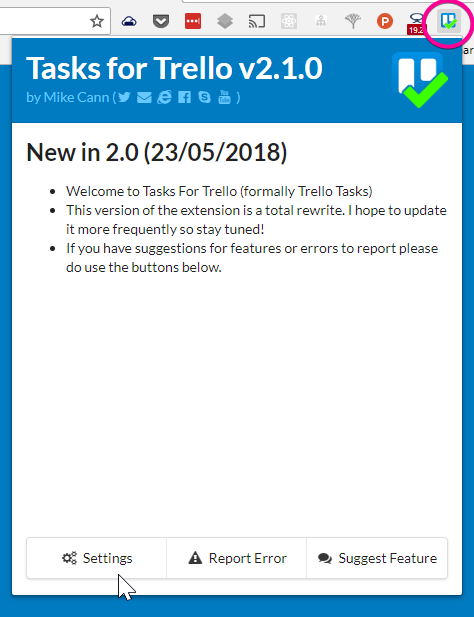 19.2
ar
Tasks for Trello v2.1.0
by Mike Cann ( )
New in 2.0 (23/05/2018)
• Welcome to Tasks For Trello (formally Trello Tasks)
• This version of the extension is a total rewrite. I hope to update
it more frequently so stay tuned!
• If you have suggestions for features or errors to report please
do use the buttons below.
Settings
Report Error
Suggest Feature